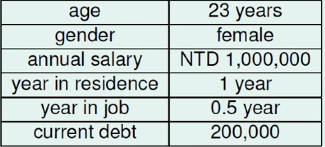 age 23 years
gender female
annual salary NTD 1,000,000
year in residence 1 year
year in job 0.5 year
current debt 200,000